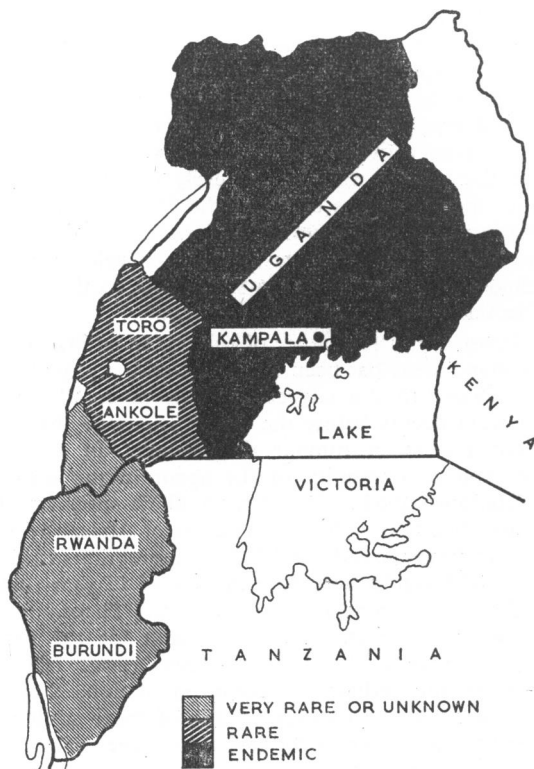 UGANDA
TORO
KAMPALA
ANKOLE
KENYA
LAKE
VICTORIA
RWANDA
BURUNDI
TANZANIA
VERY RARE OR UNKNOWN
RARE
ENDEMIC